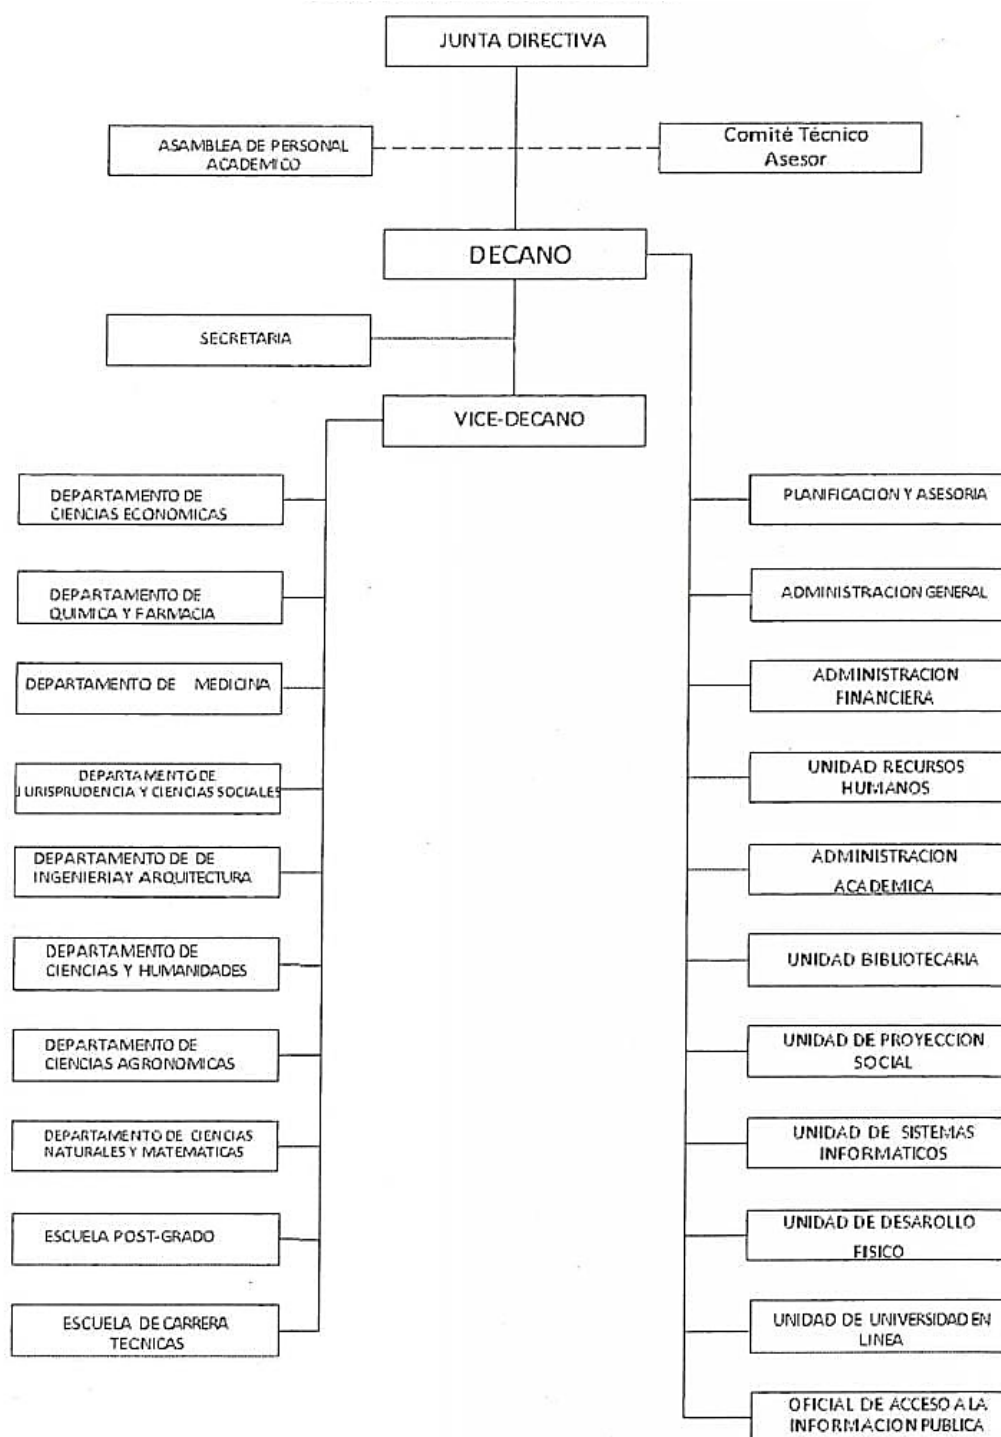 JUNTA DIRECTIVA
ASAMBLEA DE PERSONAL
ACADEMICO
Comité Técnico
Asesor
DECANO
SECRETARIA
VICE-DECANO
DEPARTAMENTO DE
CIENCIAS ECONOMICAS
DEPARTAMENTO DE
QUIMICA Y FARMACIA
DEPARTAMENTO DE MEDICINA
DEPARTAMENTO DE
JURISPRUDENCIA Y CIENCIAS SOCIALES
DEPARTAMENTO DE DE
INGENIERIA Y ARQUITECTURA
DEPARTAMENTO DE
CIENCIAS Y HUMANIDADES
DEPARTAMENTO DE
CIENCIAS AGRONOMICAS
DEPARTAMENTO DE CIENCIAS
NATURALES Y MATEMATICAS
ESCUELA POST-GRADO
ESCUELA DE CARRERA
TECNICAS
PLANIFICACION Y ASESORIA
ADMINISTRACION GENERAL
ADMINISTRACION
FINANCIERA
UNIDAD RECURSOS
HUMANOS
ADMINISTRACION
ACADEMICA
UNIDAD BIBLIOTECARIA
UNIDAD DE PROYECCION
SOCIAL
UNIDAD DE SISTEMAS
INFORMATICOS
UNIDAD DE DESAROLLO
FISICO
UNIDAD DE UNIVERSIDAD EN
LINEA
OFICIAL DE ACCESO A LA
INFORMACION PUBLICA